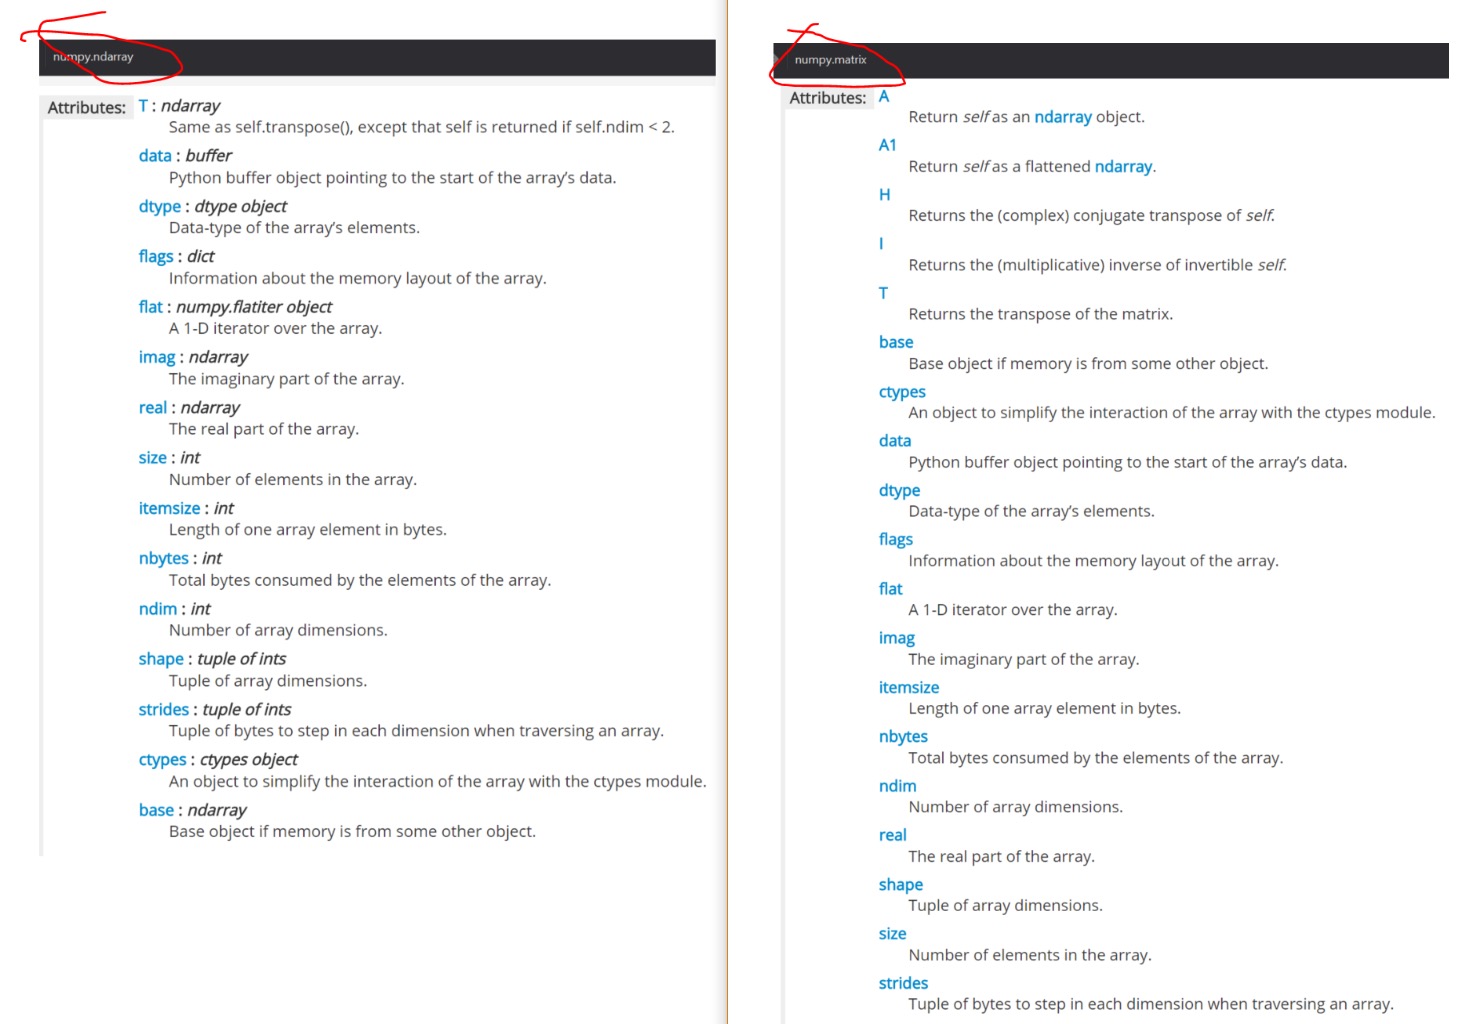 numpy.ndarray
Attributes:
T : ndarray
Same as self.transpose(), except that self is returned if self.ndim < 2.
data : buffer
Python buffer object pointing to the start of the array's data.
dtype : dtype object
Data-type of the array's elements.
flags : dict
Information about the memory layout of the array.
flat : numpy.flatiter object
A 1-D iterator over the array.
imag : ndarray
The imaginary part of the array.
real : ndarray
The real part of the array.
size : int
Number of elements in the array.
itemsize : int
Length of one array element in bytes.
nbytes : int
Total bytes consumed by the elements of the array.
ndim : int
Number of array dimensions.
shape : tuple of ints
Tuple of array dimensions.
strides : tuple of ints
Tuple of bytes to step in each dimension when traversing an array.
ctypes : ctypes object
An object to simplify the interaction of the array with the ctypes module.
base : ndarray
Base object if memory is from some other object.
numpy.matrix
Attributes:
A
Return self as an ndarray object.
A1
Return self as a flattened ndarray.
H
Returns the (complex) conjugate transpose of self.
I
Returns the (multiplicative) inverse of invertible self.
T
Returns the transpose of the matrix.
base
Base object if memory is from some other object.
ctypes
An object to simplify the interaction of the array with the ctypes module.
data
Python buffer object pointing to the start of the array's data.
dtype
Data-type of the array's elements.
flags
Information about the memory layout of the array.
flat
A 1-D iterator over the array.
imag
The imaginary part of the array.
itemsize
Length of one array element in bytes.
nbytes
Total bytes consumed by the elements of the array.
ndim
Number of array dimensions.
real
The real part of the array.
shape
Tuple of array dimensions.
size
Number of elements in the array.
strides
Tuple of bytes to step in each dimension when traversing an array.